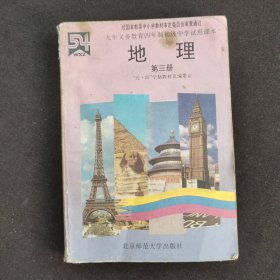 经国家教委中小学教材审定委员会审查通过
九年义务教育四年制初级中学试用课本
54
WSZ
地理
第三册
“五·四”学制教材总编委会
北京师范大学出版社